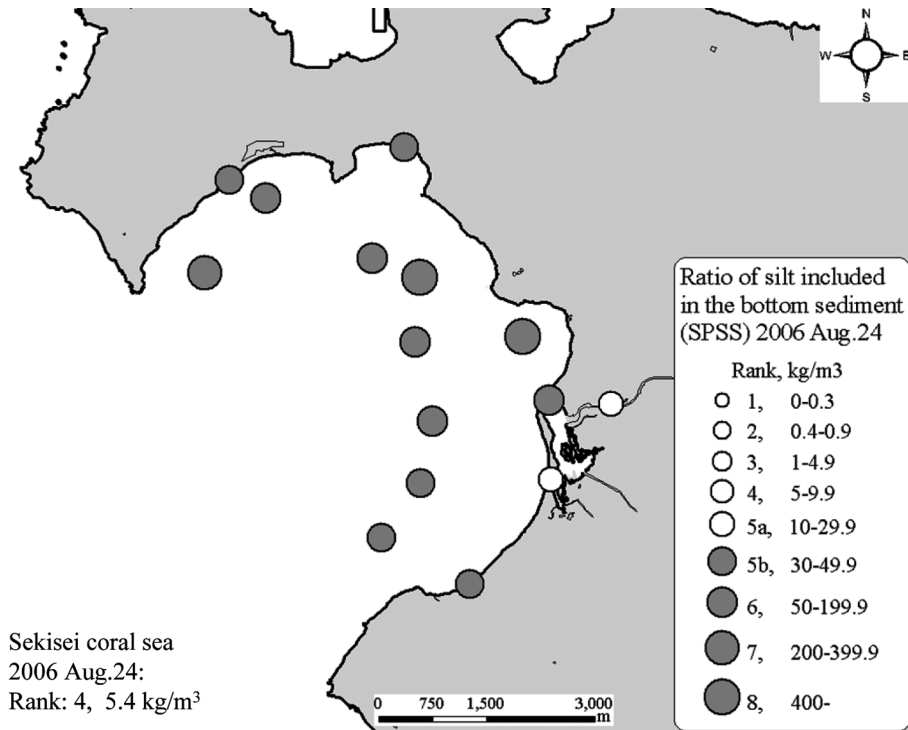 N
W E
S
Ratio of silt included
in the bottom sediment
(SPSS) 2006 Aug.24
Rank, kg/m3
1, 0-0.3
2, 0.4-0.9
3, 1-4.9
4, 5-9.9
5a, 10-29.9
5b, 30-49.9
6, 50-199.9
7, 200-399.9
8, 400-
Sekisei coral sea
2006 Aug.24:
Rank: 4, 5.4 kg/m³
0 750 1,500 3,000
m